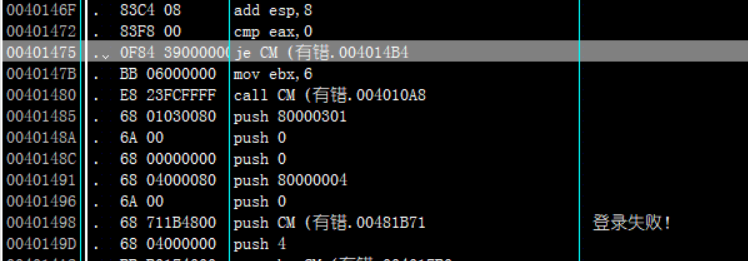 0040146F . 83C4 08 add esp,8
00401472 . 83F8 00 cmp eax,0
00401475 .. 0F84 39000000 je CM (有错.004014B4
0040147B . BB 06000000 mov ebx,6
00401480 . E8 23FCFFFF call CM (有错.004010A8
00401485 . 68 01030080 push 80000301
0040148A . 6A 00 push 0
0040148C . 68 00000000 push 0
00401491 . 68 04000080 push 80000004
00401496 . 6A 00 push 0
00401498 . 68 711B4800 push CM (有错.00481B71 登录失败!
0040149D . 68 04000000 push 4